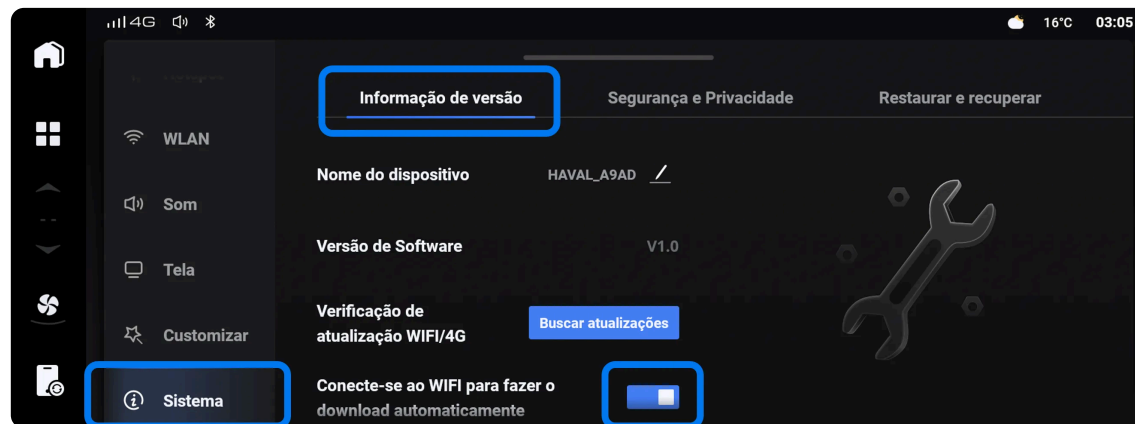 4G
16°C 03:05
Informação de versão Segurança e Privacidade Restaurar e recuperar
WLAN
Nome do dispositivo HAVAL_A9AD
Som
Versão de Software V1.0
Tela
Verificação de
atualização WIFI/4G
Buscar atualizações
Customizar
Conecte-se ao WIFI para fazer o
download automaticamente
Sistema